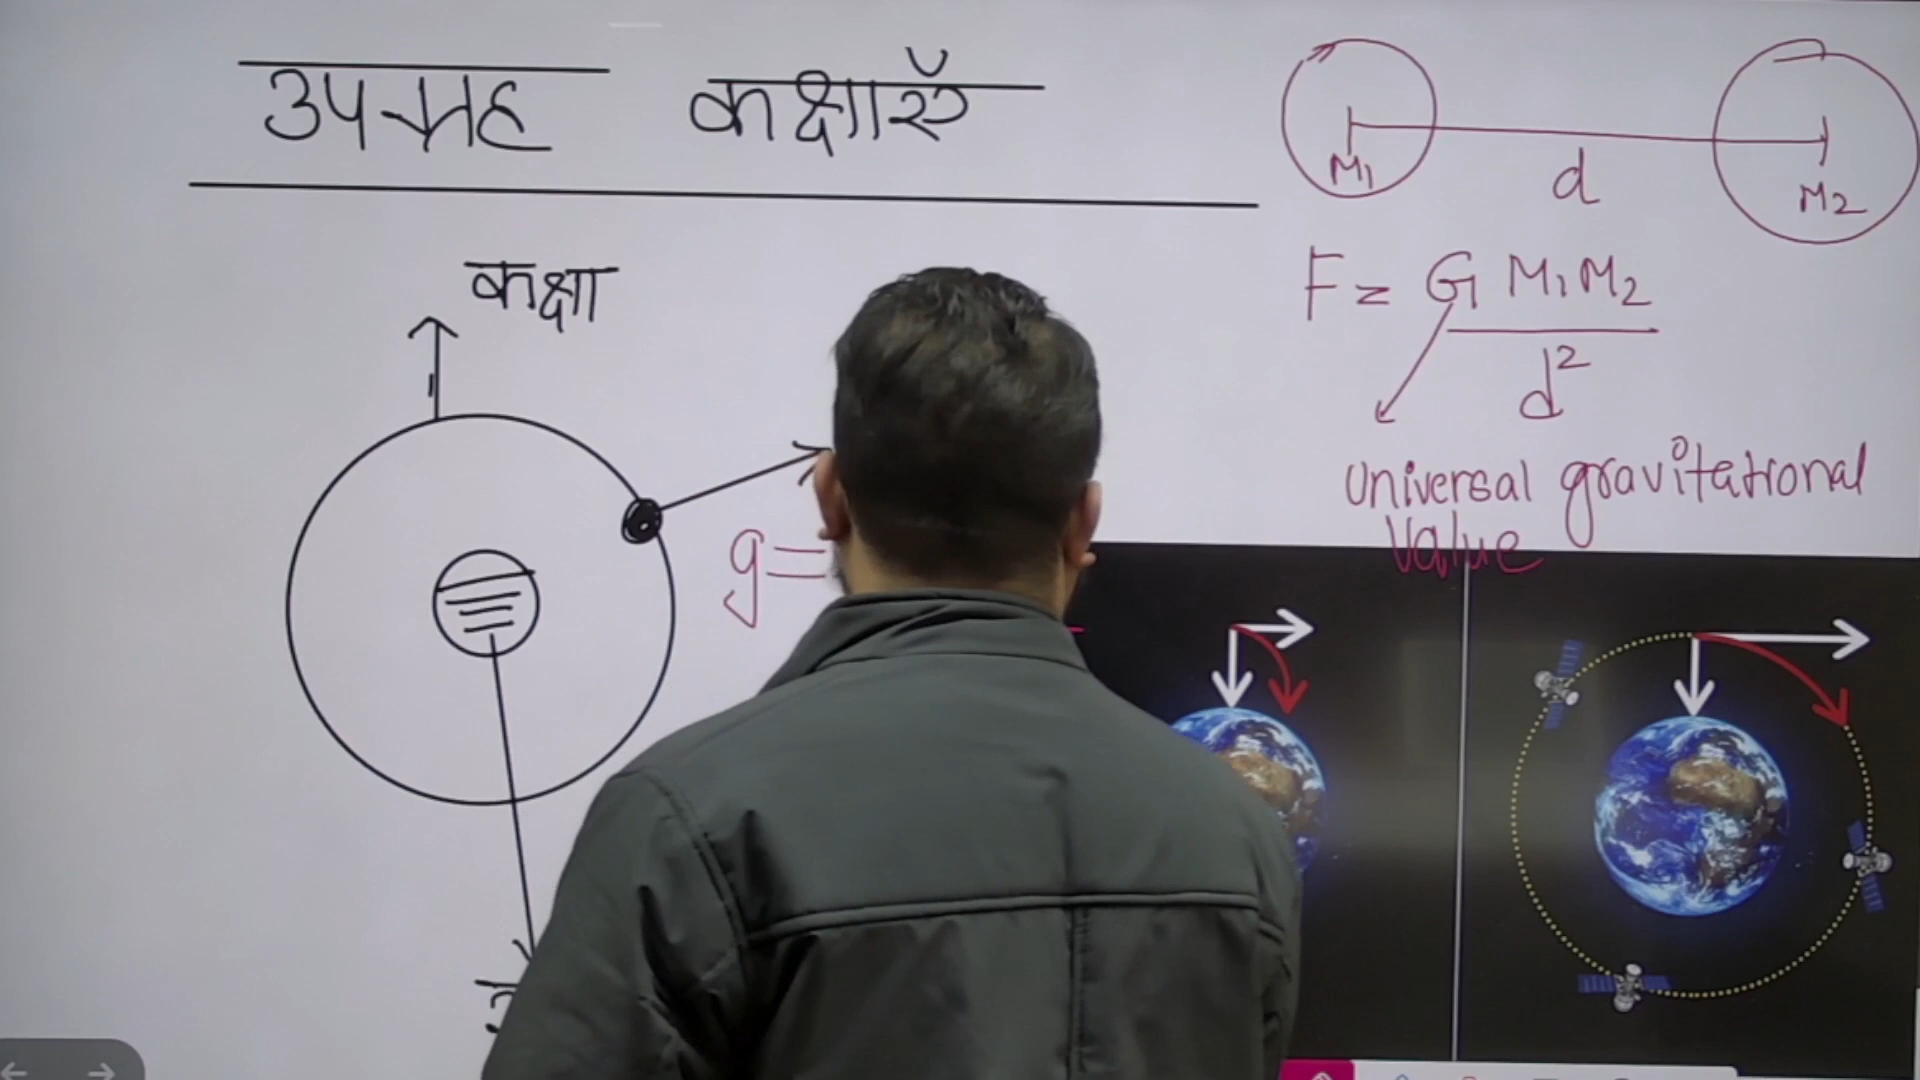 उपग्रह कक्षाएँ
कक्षा
g=
M1
d
M2
F = G M1M2
d²
Universal gravitational
Value